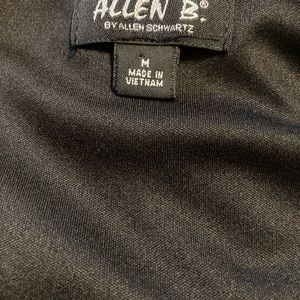 ALLEN B.®
BY ALLEN SCHWARTZ
M
MADE IN
VIETNAM